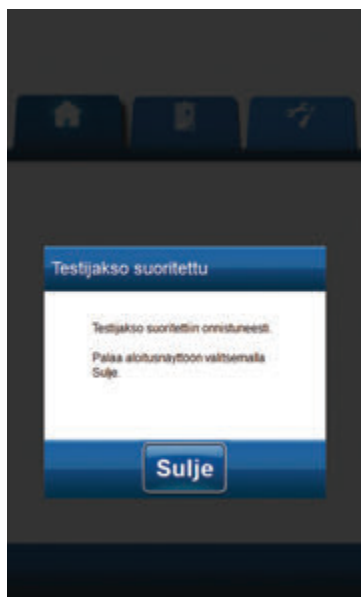 Testijakso suoritettu
Testijakso suoritettiin onnistuneesti.
Palaa aloitusnäyttöön valitsemalla
Sulje.
Sulje